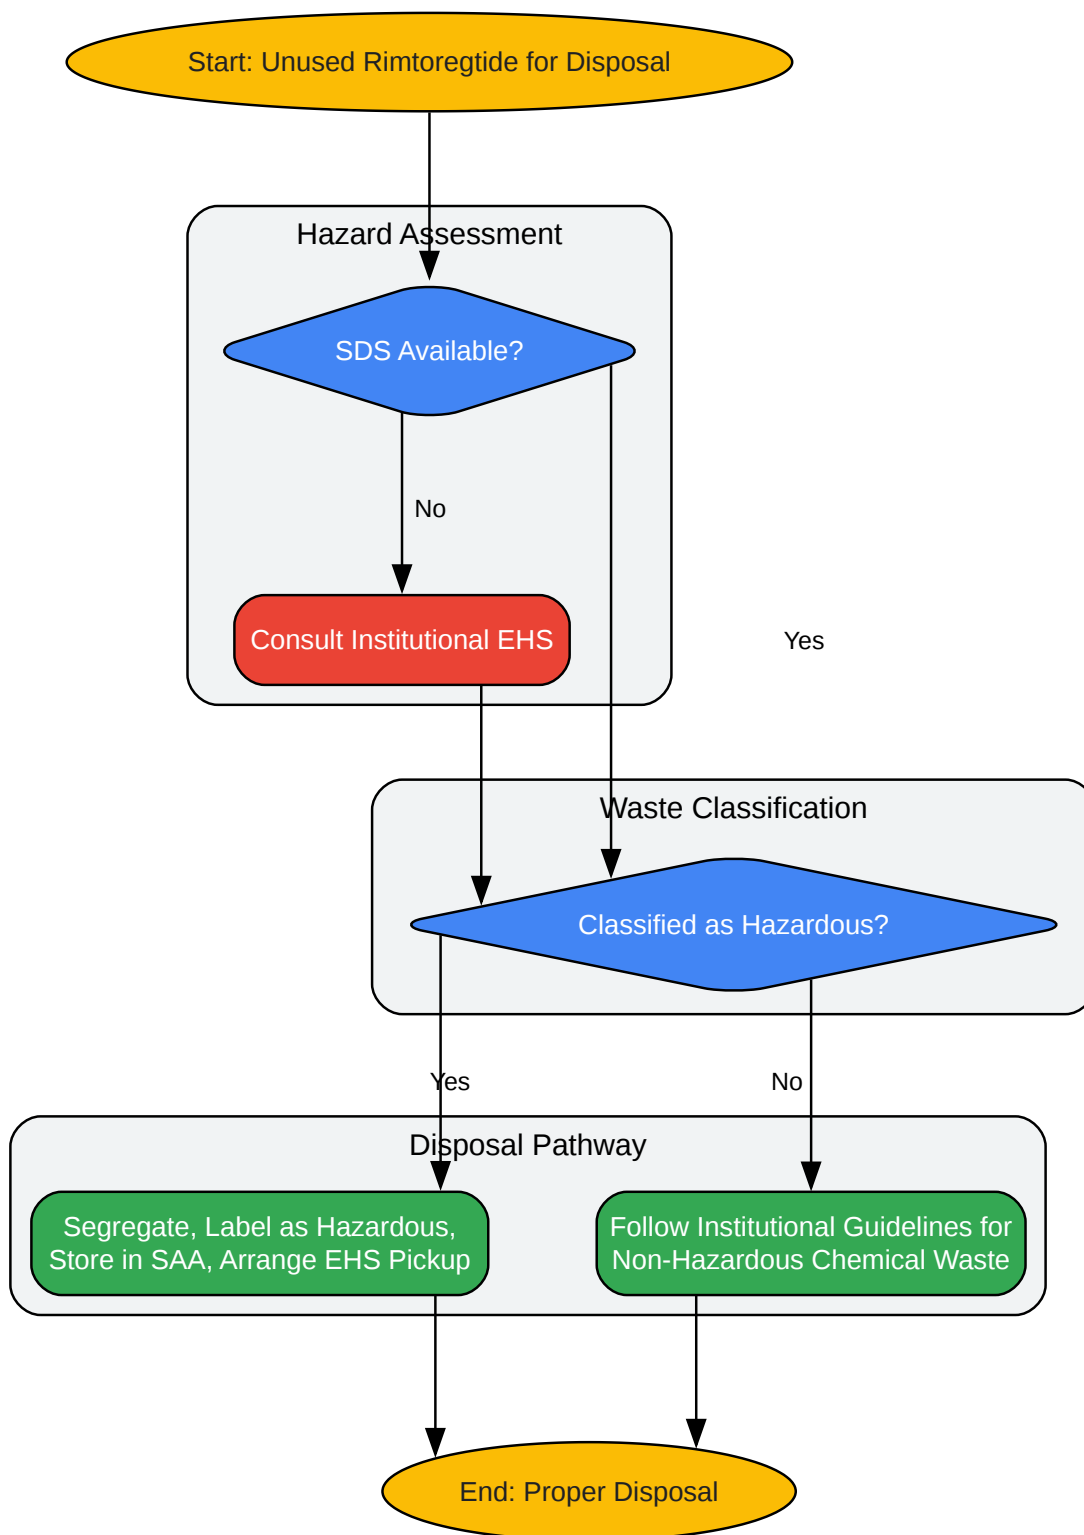 Start: Unused Rimtoregtide for Disposal
Hazard Assessment
SDS Available?
No
Consult Institutional EHS
Yes
Waste Classification
Classified as Hazardous?
Yes
No
Disposal Pathway
Segregate, Label as Hazardous,
Store in SAA, Arrange EHS Pickup
Follow Institutional Guidelines for
Non-Hazardous Chemical Waste
End: Proper Disposal